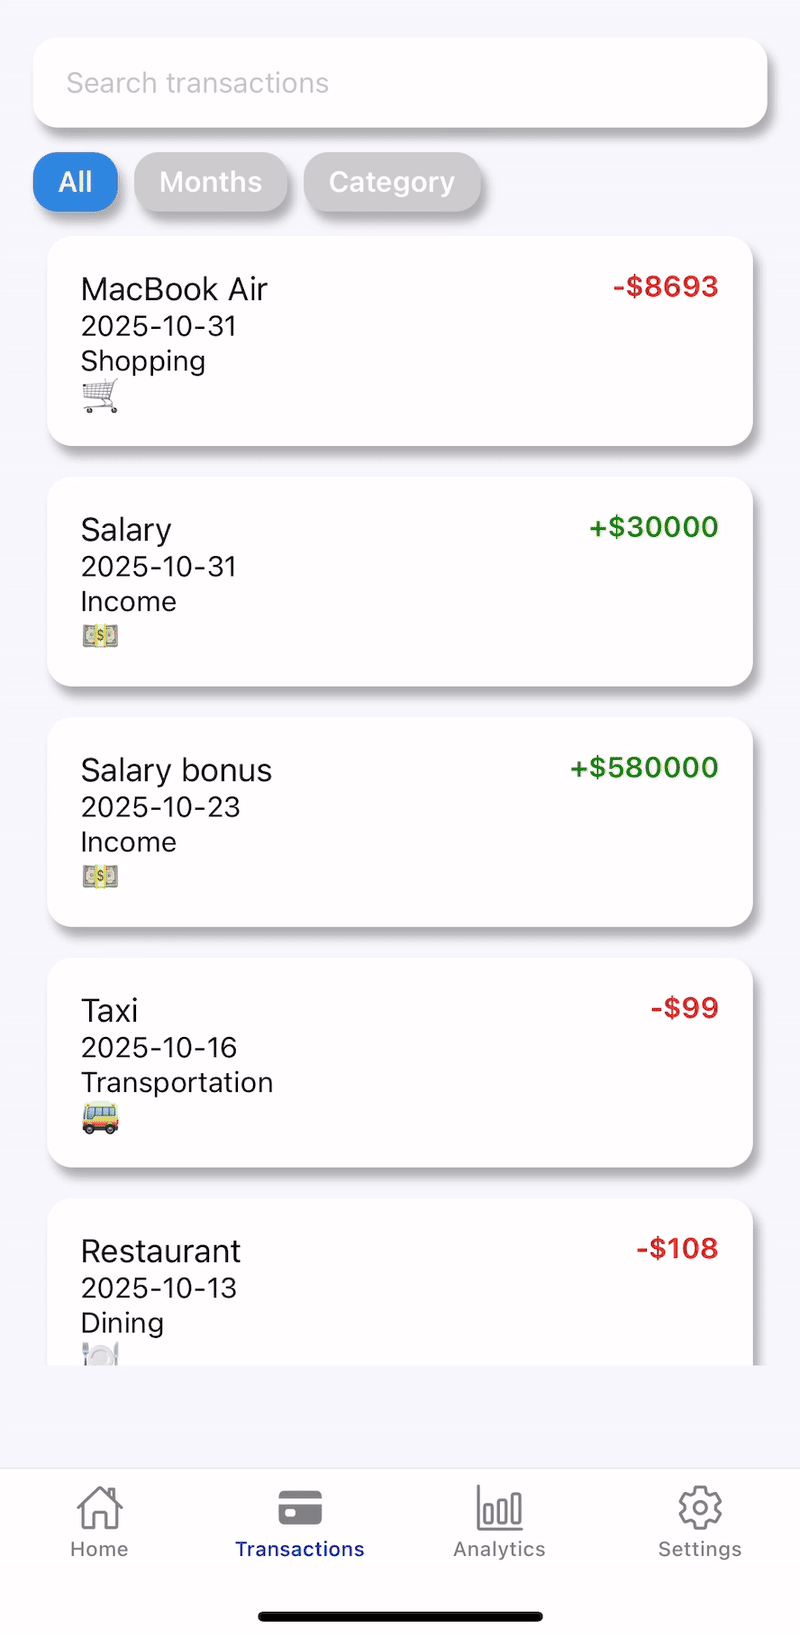 Search transactions
All Months Category
MacBook Air -$8693
2025-10-31
Shopping
Salary +$30000
2025-10-31
Income
Salary bonus +$580000
2025-10-23
Income
Taxi -$99
2025-10-16
Transportation
Restaurant -$108
2025-10-13
Dining
Home Transactions Analytics Settings